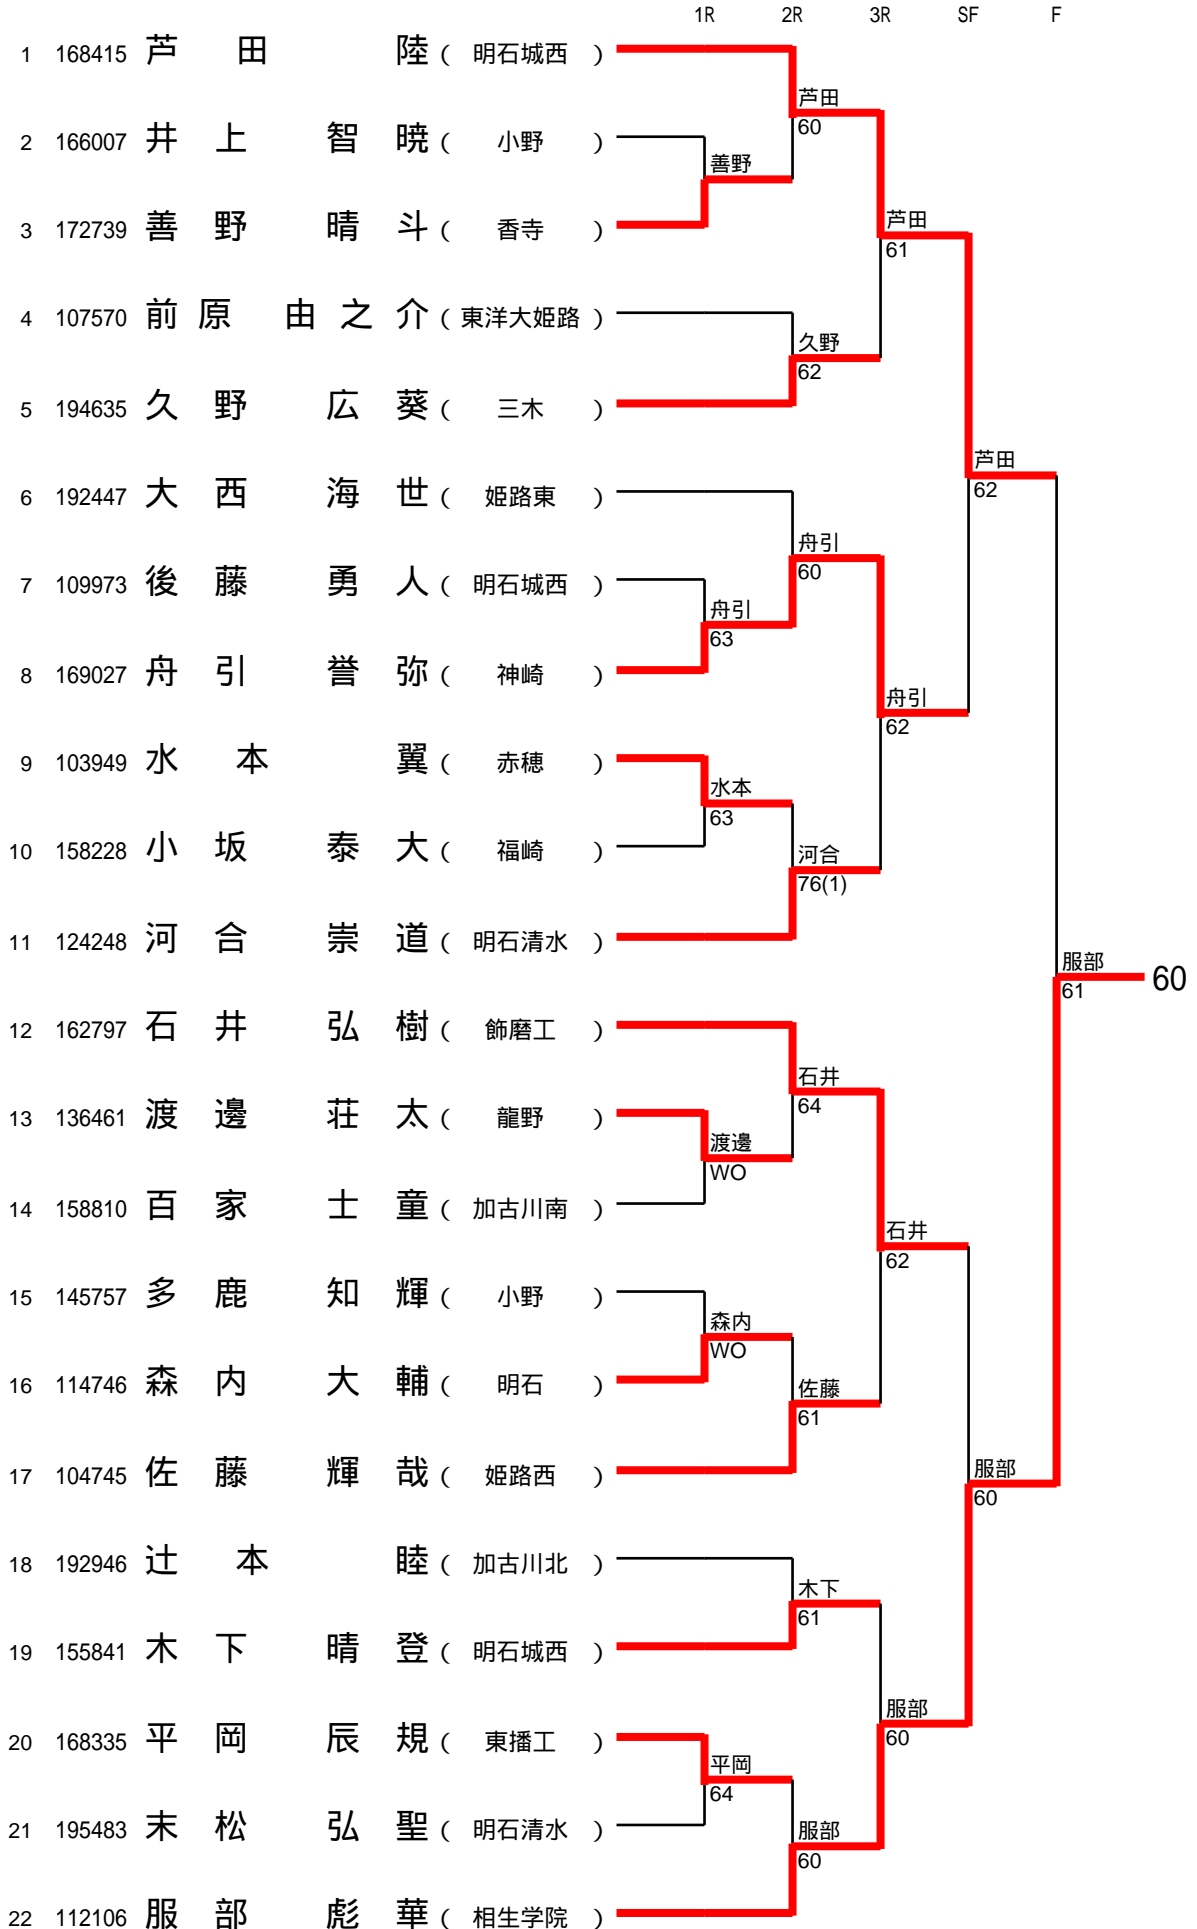 1R 2R 3R SF F
1 168415 芦田 陸 ( 明石城西 )
芦田
60
2 166007 井上 智暁 ( 小野 )
善野
3 172739 善野 晴斗 ( 香寺 )
芦田
61
4 107570 前原 由之介 ( 東洋大姫路 )
久野
62
5 194635 久野 広葵 ( 三木 )
芦田
62
6 192447 大西 海世 ( 姫路東 )
舟引
60
7 109973 後藤 勇人 ( 明石城西 )
舟引
63
8 169027 舟引 誉弥 ( 神崎 )
舟引
62
9 103949 水本 翼 ( 赤穂 )
水本
63
10 158228 小坂 泰大 ( 福崎 )
河合
76(1)
11 124248 河合 崇道 ( 明石清水 )
服部 60
61
12 162797 石井 弘樹 ( 飾磨工 )
石井
64
13 136461 渡邊 荘太 ( 龍野 )
渡邊
WO
14 158810 百家 士童 ( 加古川南 )
石井
62
15 145757 多鹿 知輝 ( 小野 )
森内
WO
16 114746 森内 大輔 ( 明石 )
佐藤
61
17 104745 佐藤 輝哉 ( 姫路西 )
服部
60
18 192946 辻本 睦 ( 加古川北 )
木下
61
19 155841 木下 晴登 ( 明石城西 )
服部
60
20 168335 平岡 辰規 ( 東播工 )
平岡
64
21 195483 末松 弘聖 ( 明石清水 )
服部
60
22 112106 服部 彪華 ( 相生学院 )